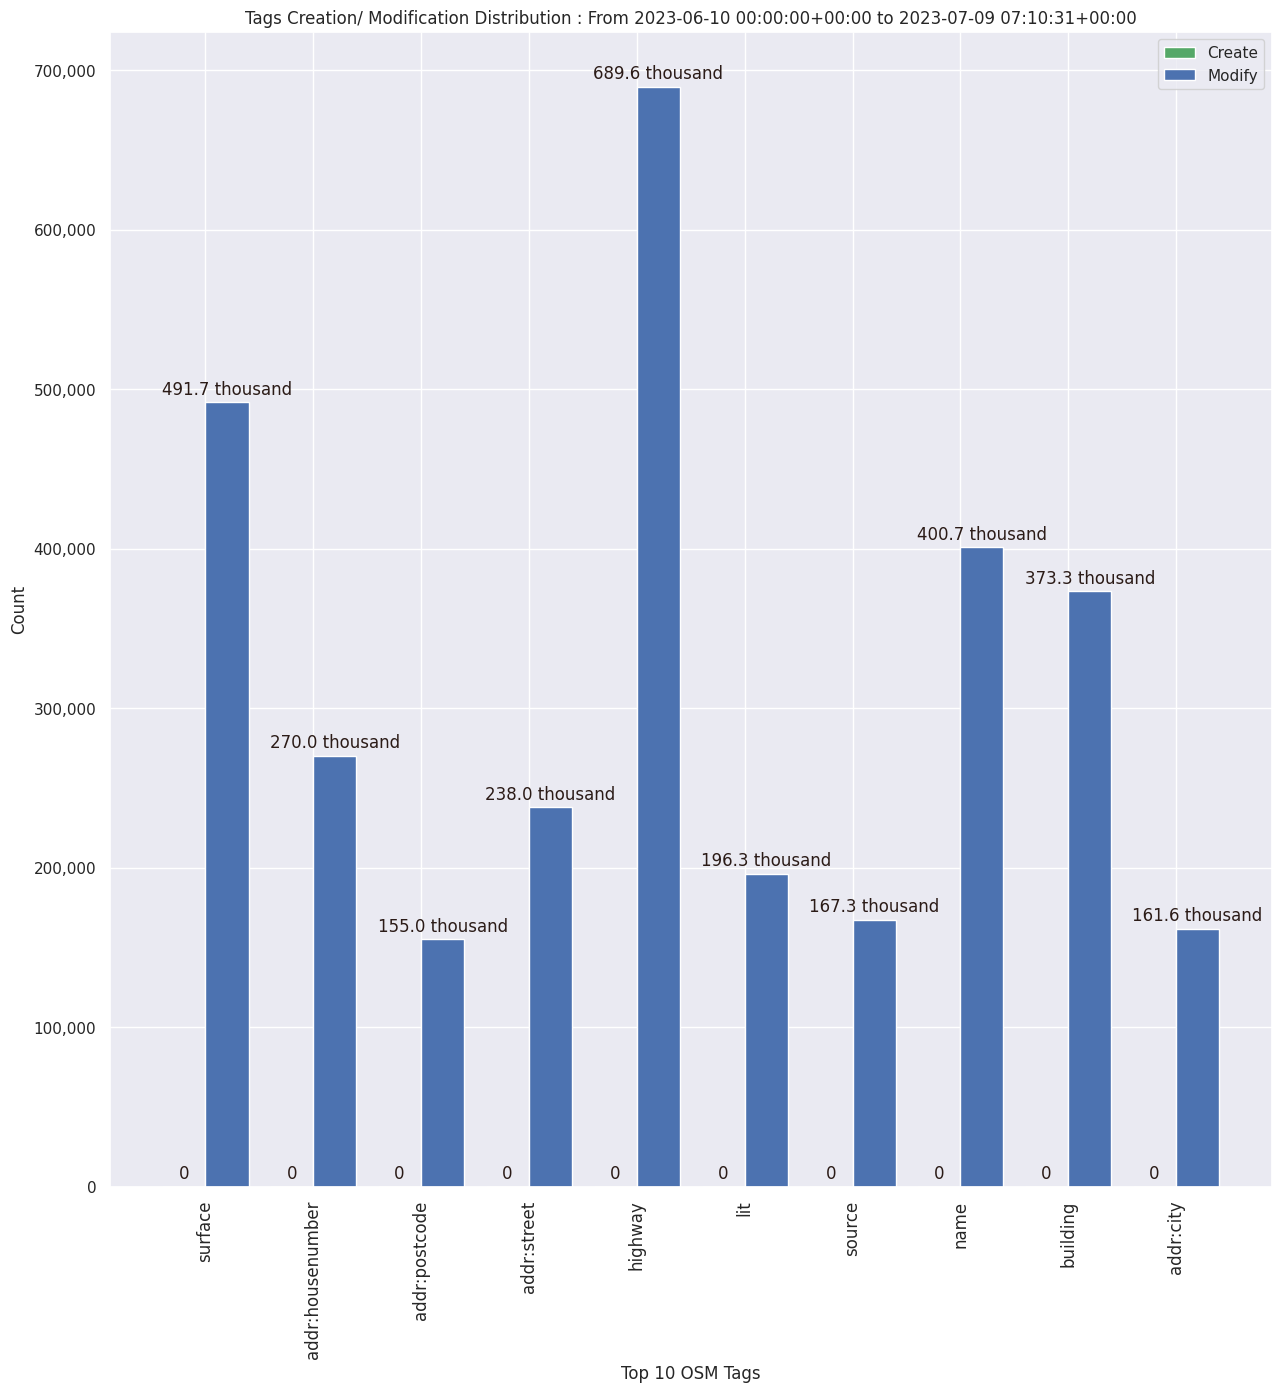 Tags Creation/ Modification Distribution : From 2023-06-10 00:00:00+00:00 to 2023-07-09 07:10:31+00:00
Create
Modify
700,000
600,000
500,000
400,000
300,000
200,000
100,000
0
Count
491.7 thousand
270.0 thousand
155.0 thousand
238.0 thousand
689.6 thousand
196.3 thousand
167.3 thousand
400.7 thousand
373.3 thousand
161.6 thousand
0
0
0
0
0
0
0
0
0
0
surface
addr:housenumber
addr:postcode
addr:street
highway
lit
source
name
building
addr:city
Top 10 OSM Tags